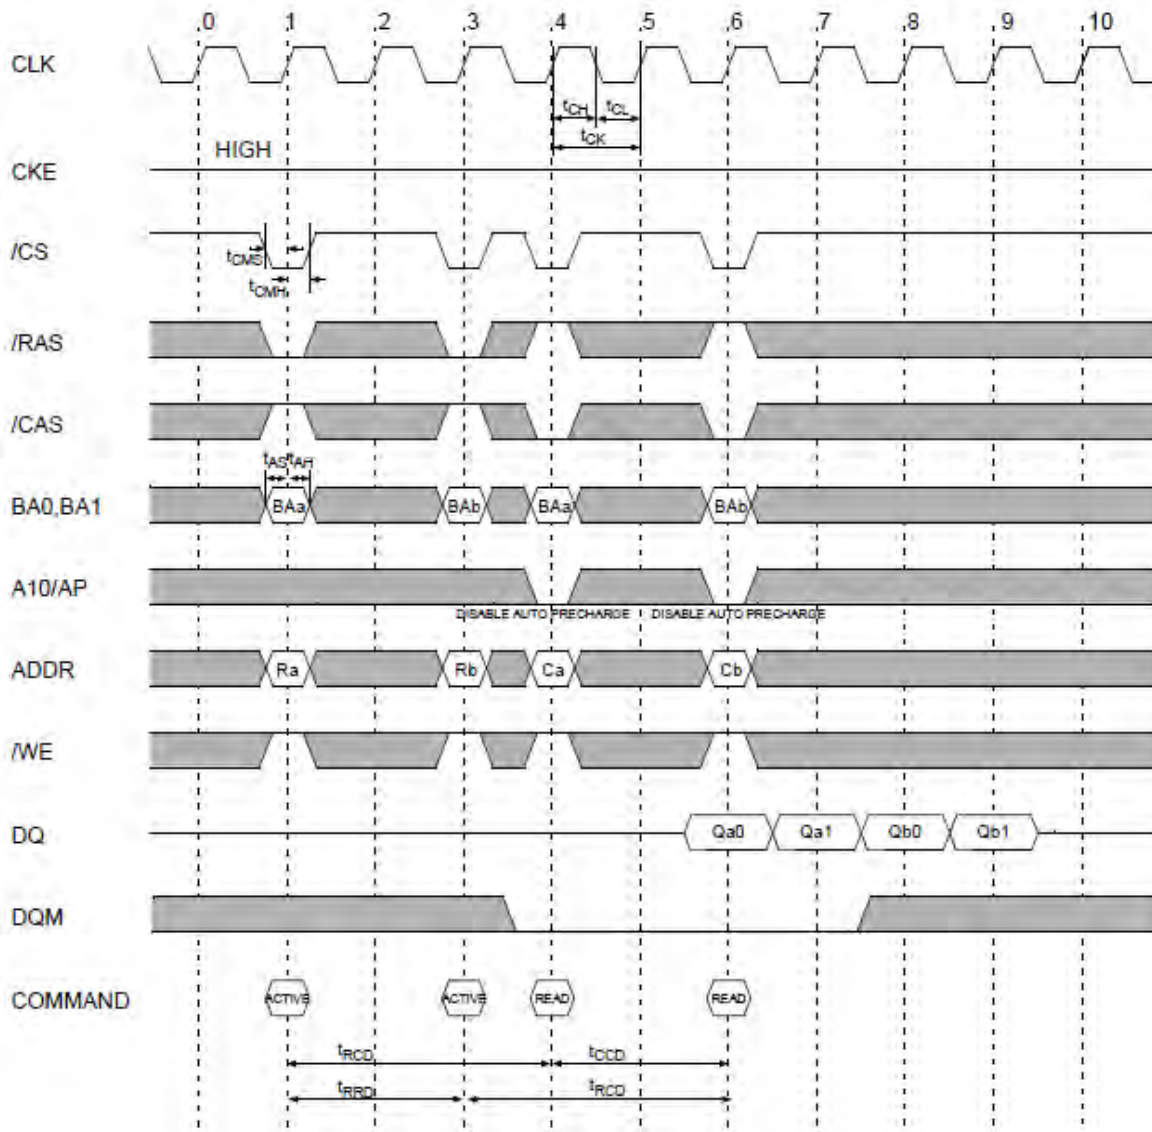 0 1 2 3 4 5 6 7 8 9 10
CLK
tCH tCL
tCK
HIGH
CKE
/CS
tCMS
tCMH
/RAS
/CAS
tAS tAH
BA0,BA1 BAa BAb BAa BAb
A10/AP
DISABLE AUTO PRECHARGE DISABLE AUTO PRECHARGE
ADDR Ra Rb Ca Cb
/WE
DQ Qa0 Qa1 Qb0 Qb1
DQM
COMMAND ACTIVE ACTIVE READ READ
tRCD tCCD
tRRD tRCD